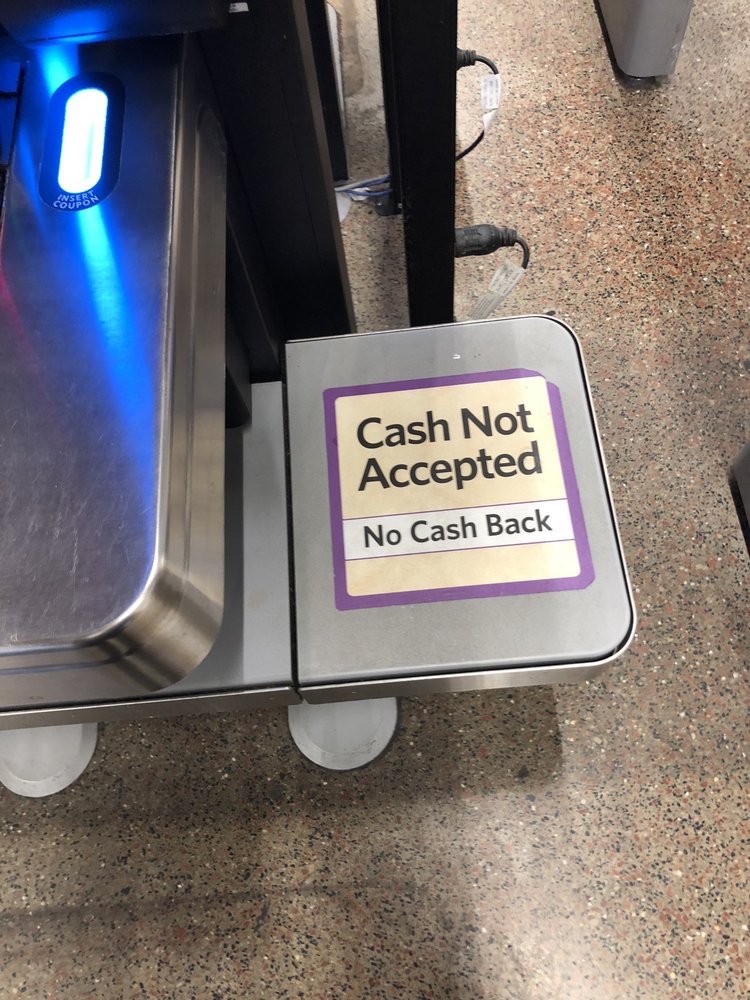 INSERT
COUPON
Cash Not
Accepted
No Cash Back